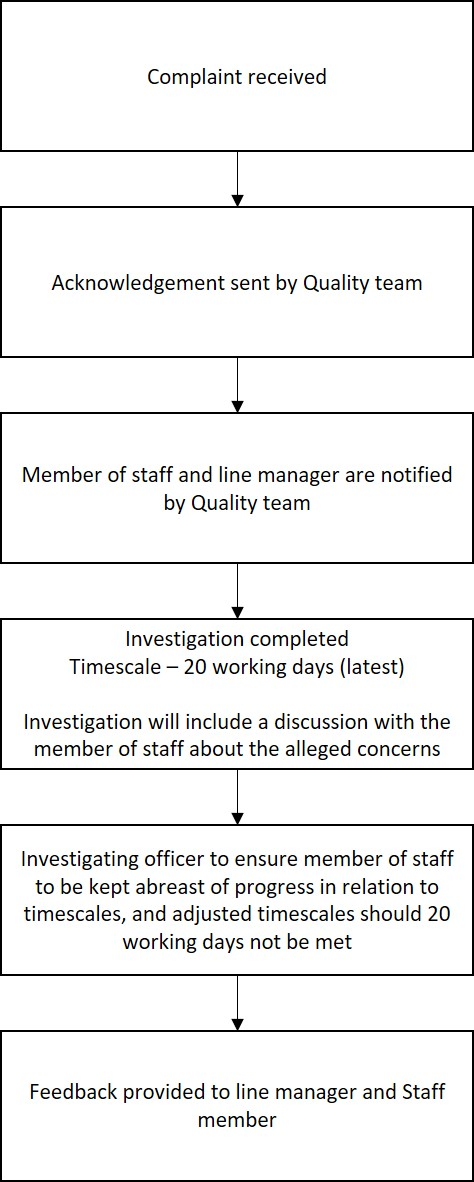 Complaint received
Acknowledgement sent by Quality team
Member of staff and line manager are notified
by Quality team
Investigation completed
Timescale – 20 working days (latest)
Investigation will include a discussion with the
member of staff about the alleged concerns
Investigating officer to ensure member of staff
to be kept abreast of progress in relation to
timescales, and adjusted timescales should 20
working days not be met
Feedback provided to line manager and Staff
member